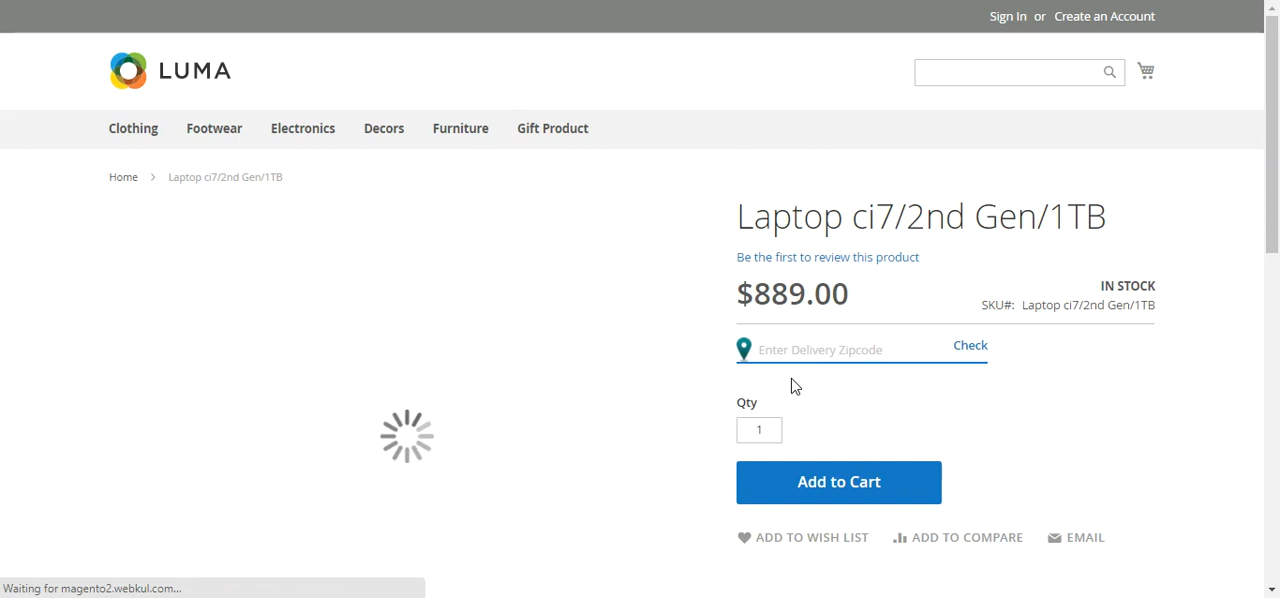 Sign In or Create an Account
LUMA
Clothing Footwear Electronics Decors Furniture Gift Product
Home > Laptop ci7/2nd Gen/1TB
Laptop ci7/2nd Gen/1TB
Be the first to review this product
$889.00
IN STOCK
SKU#: Laptop ci7/2nd Gen/1TB
Enter Delivery Zipcode Check
Qty
1
Add to Cart
ADD TO WISH LIST ADD TO COMPARE EMAIL
Waiting for magento2.webkul.com...